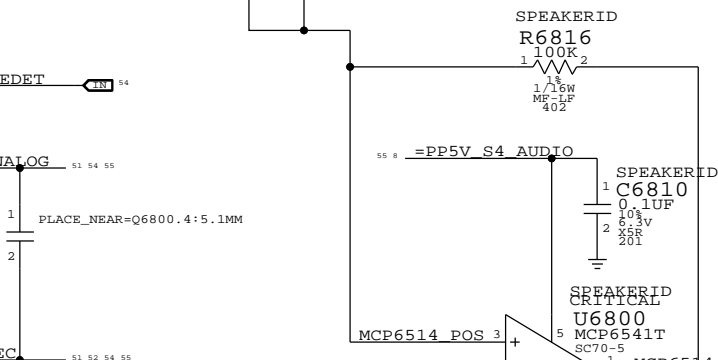 SPEAKERID
R6816
100K
1 2
1%
1/16W
MF-LF
402
EDET IN 54
=PP5V_S4_AUDIO
55 8
NALOG 51 54 55
SPEAKERID
1 C6810
0.1UF
10%
6.3V
2 X5R
201
1 PLACE_NEAR=Q6800.4:5.1MM
2
SPEAKERID
CRITICAL
U6800
MCP6514_POS 3 + 5 MCP6541T
SC70-5
EC 51 52 54 55
1